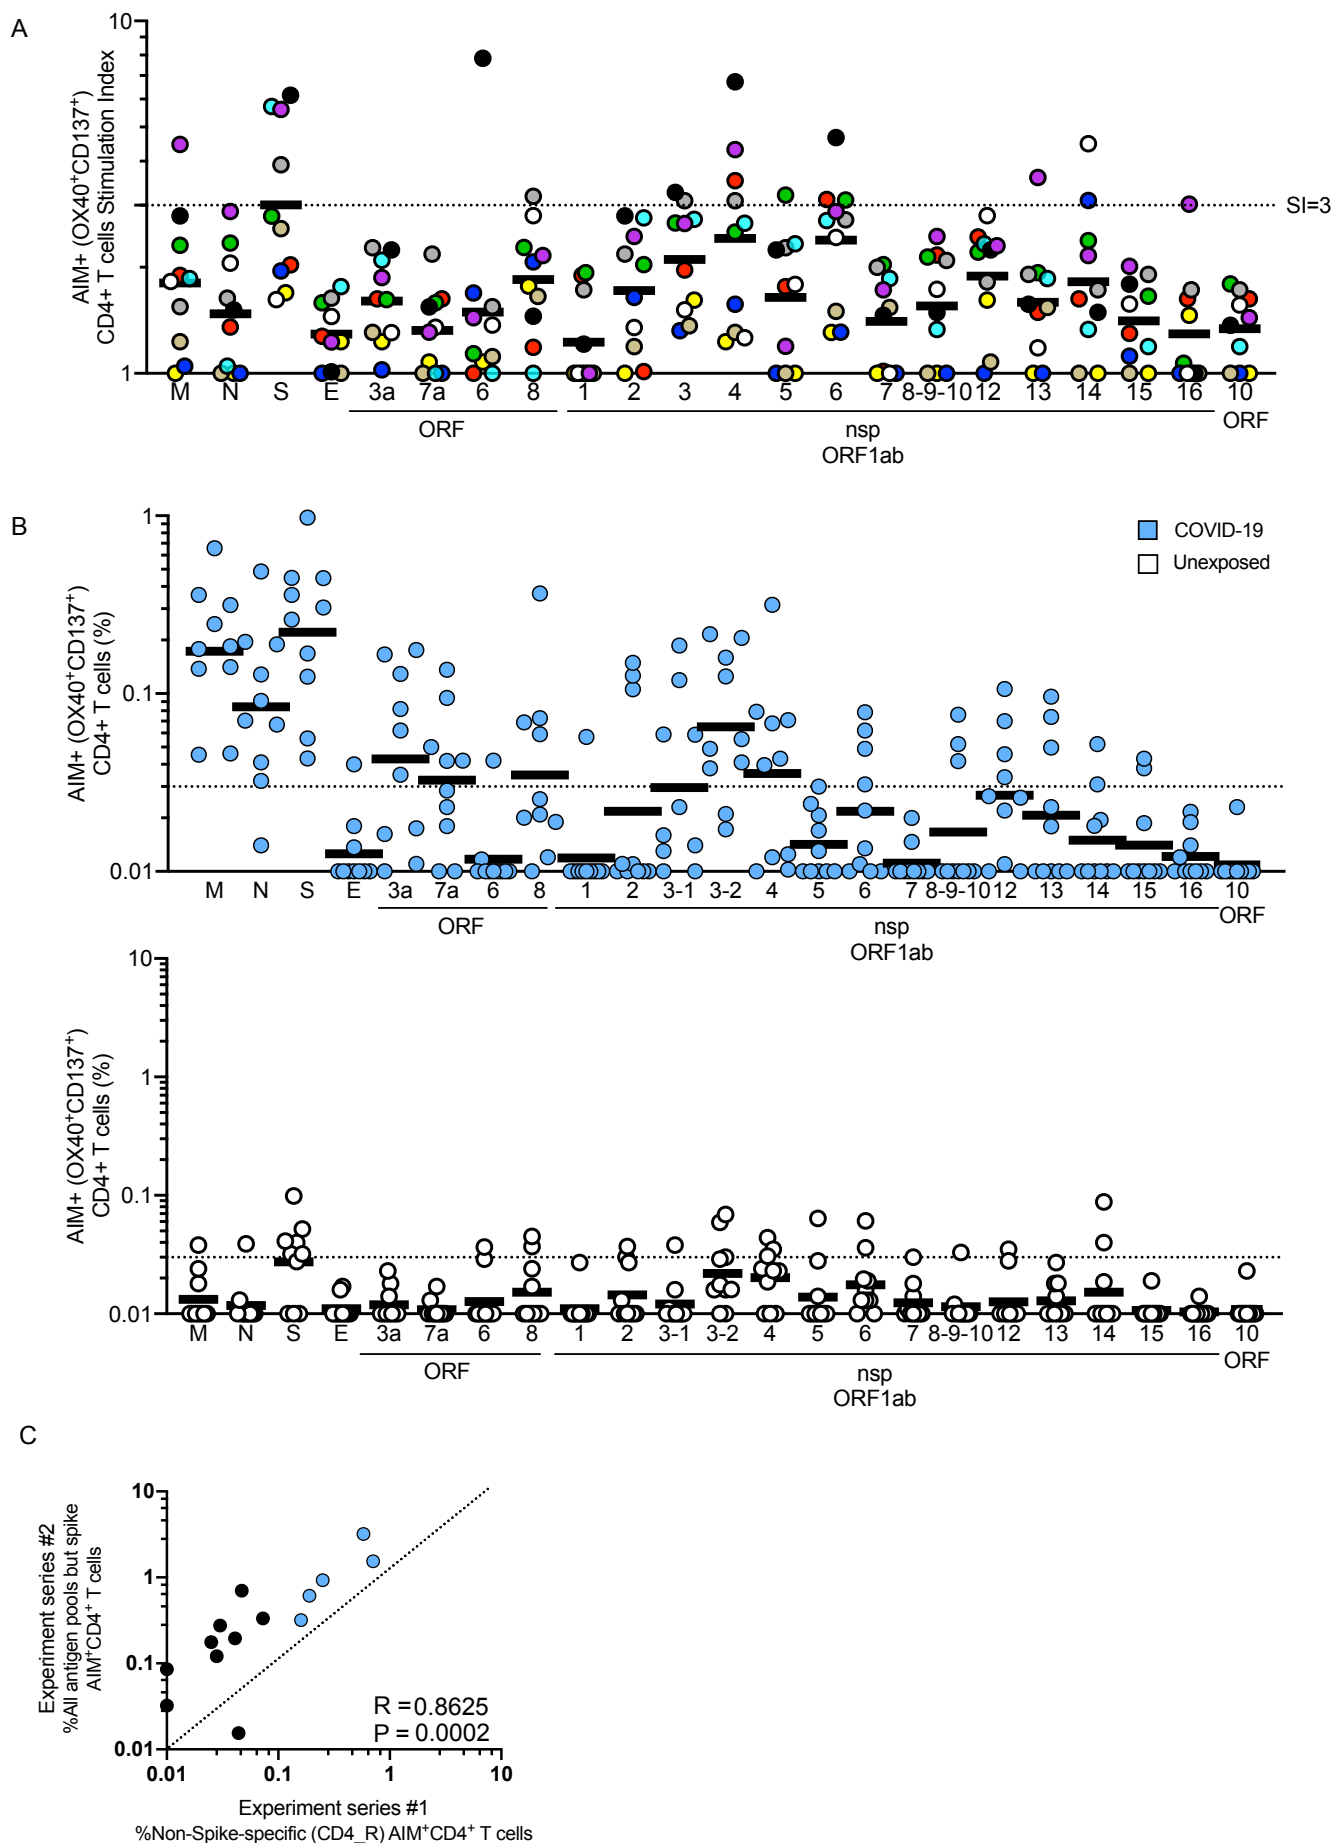 A
AIM+ (OX40+CD137+)
CD4+ T cells Stimulation Index
10
1
SI=3
M N S E 3a 7a 6 8 1 2 3 4 5 6 7 8-9-10 12 13 14 15 16 10
ORF nsp ORF
ORF1ab
B
AIM+ (OX40+CD137+)
CD4+ T cells (%)
1
0.1
0.01
COVID-19
Unexposed
M N S E 3a 7a 6 8 1 2 3-1 3-2 4 5 6 7 8-9-10 12 13 14 15 16 10
ORF nsp ORF
ORF1ab
AIM+ (OX40+CD137+)
CD4+ T cells (%)
10
1
0.1
0.01
M N S E 3a 7a 6 8 1 2 3-1 3-2 4 5 6 7 8-9-10 12 13 14 15 16 10
ORF nsp ORF
ORF1ab
C
Experiment series #2
%All antigen pools but spike
AIM+CD4+ T cells
10
1
0.1
0.01
R = 0.8625
P = 0.0002
0.01 0.1 1 10
Experiment series #1
%Non-Spike-specific (CD4_R) AIM+CD4+ T cells